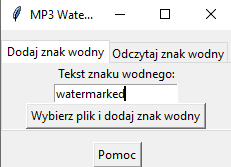 MP3 Wate...
Dodaj znak wodny Odczytaj znak wodny
Tekst znaku wodnego:
watermarked
Wybierz plik i dodaj znak wodny
Pomoc